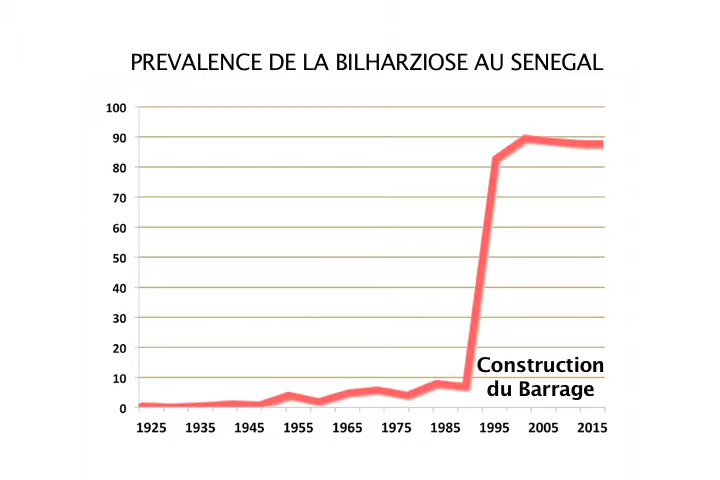 PREVALENCE DE LA BILHARZIOSE AU SENEGAL
100
90
80
70
60
50
40
30
20
10
0
Construction
du Barrage
1925 1935 1945 1955 1965 1975 1985 1995 2005 2015